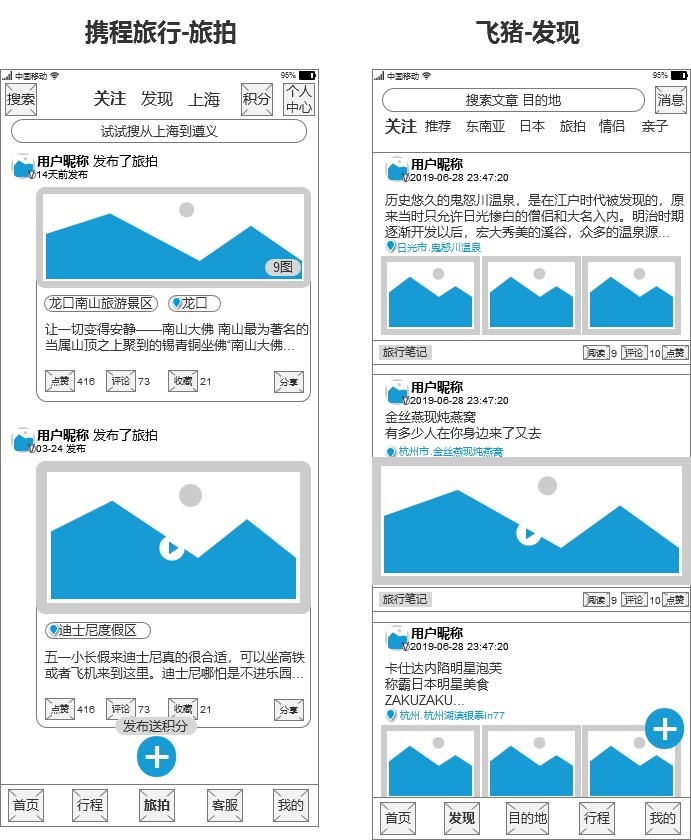 携程旅行-旅拍
中国移动 95%
搜索 关注 发现 上海 积分 个人中心
试试搜从上海到遵义
用户昵称 发布了旅拍
V 14天前发布
9图
龙口南山旅游景区 龙口
让一切变得安静——南山大佛 南山最为著名的
当属山顶之上聚到的锡青铜坐佛“南山大佛...
点赞 416 评论 73 收藏 21 分享
用户昵称 发布了旅拍
V 03-24 发布
迪士尼度假区
五一小长假来迪士尼真的很合适，可以坐高铁
或者飞机来到这里。迪士尼哪怕是不进乐园...
点赞 416 评论 73 收藏 21 分享
发布送积分
首页 行程 旅拍 客服 我的
飞猪-发现
中国移动 95%
搜索文章 目的地 消息
关注 推荐 东南亚 日本 旅拍 情侣 亲子
用户昵称
V 2019-06-28 23:47:20
历史悠久的鬼怒川温泉，是在江户时代被发现的，原
来当时只允许日光惨白的僧侣和大名入内。明治时期
逐渐开发以后，宏大秀美的溪谷，众多的温泉源...
日光市.鬼怒川温泉
旅行笔记 阅读 9 评论 10 点赞
用户昵称
V 2019-06-28 23:47:20
金丝燕现炖燕窝
有多少人在你身边来了又去
杭州市.金丝燕现炖燕窝
旅行笔记 阅读 9 评论 10 点赞
用户昵称
V 2019-06-28 23:47:20
卡仕达内陷明星泡芙
称霸日本明星美食
ZAKUZAKU...
杭州.杭州湖滨银泰in77
首页 发现 目的地 行程 我的